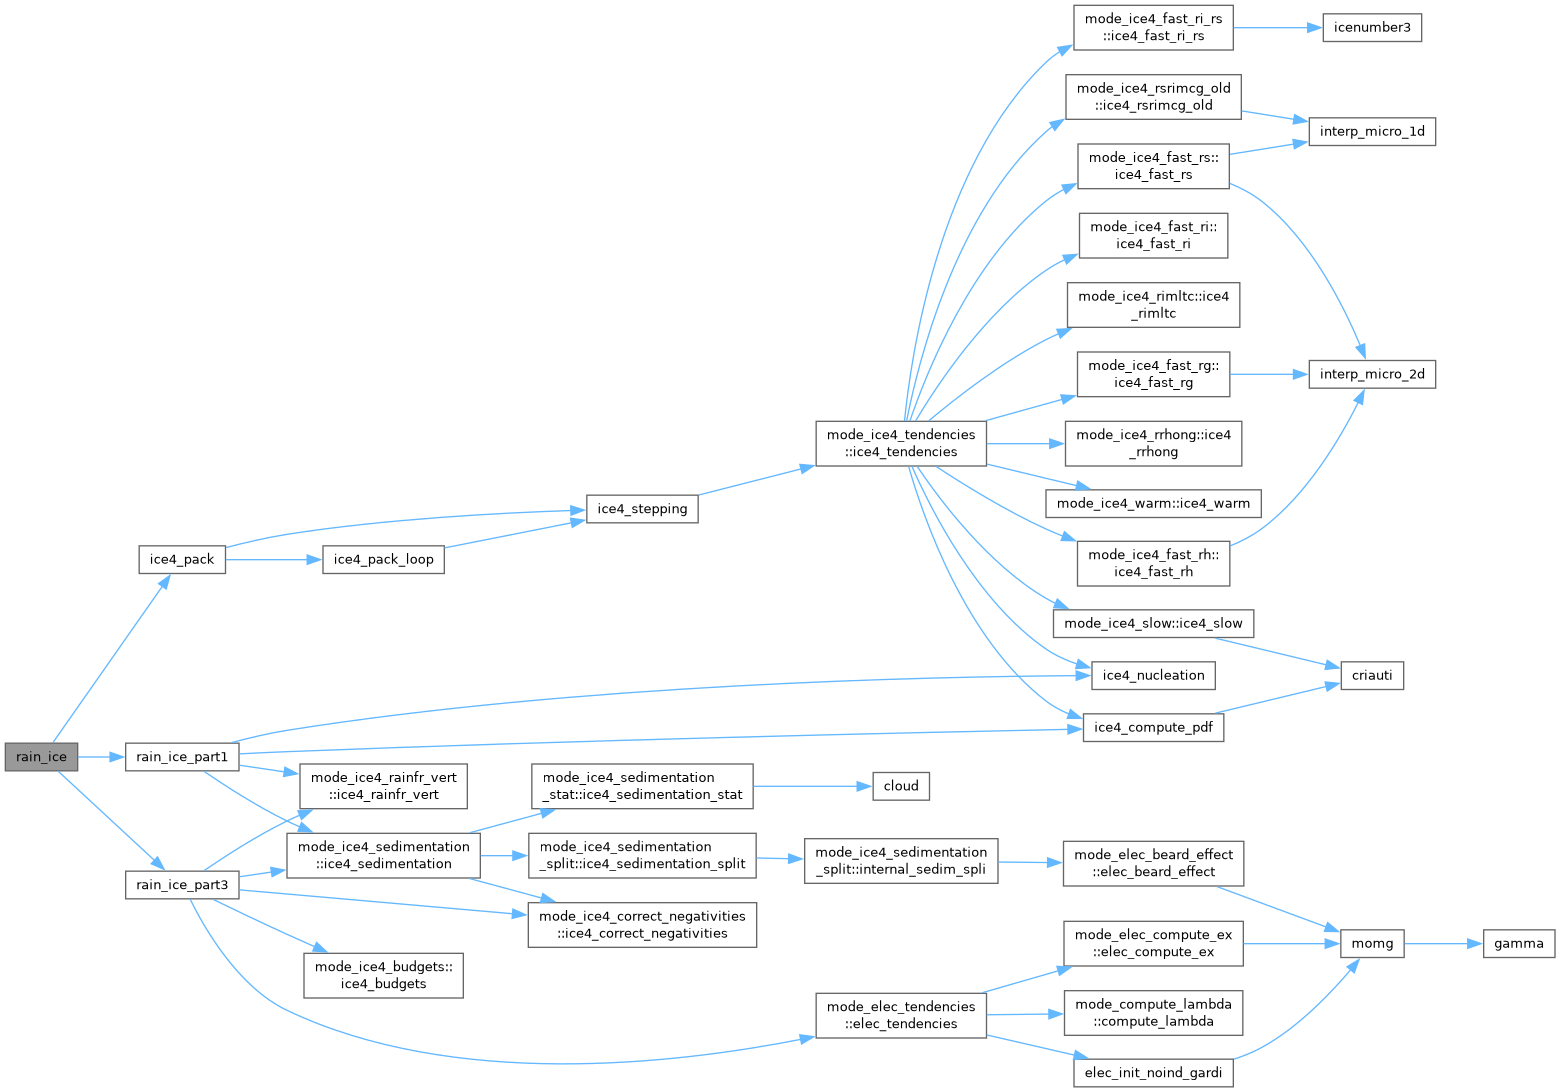 mode_ice4_fast_ri_rs
::ice4_fast_ri_rs
icenumber3
mode_ice4_rsrimcg_old
::ice4_rsrimcg_old
interp_micro_1d
mode_ice4_fast_rs::
ice4_fast_rs
mode_ice4_fast_ri::
ice4_fast_ri
mode_ice4_rimltc::ice4
_rimltc
mode_ice4_fast_rg::
ice4_fast_rg
interp_micro_2d
mode_ice4_tendencies
::ice4_tendencies
mode_ice4_rrhong::ice4
_rrhong
mode_ice4_warm::ice4_warm
ice4_stepping
ice4_pack
ice4_pack_loop
mode_ice4_fast_rh::
ice4_fast_rh
mode_ice4_slow::ice4_slow
ice4_nucleation
criauti
ice4_compute_pdf
rain_ice
rain_ice_part1
mode_ice4_rainfr_vert
::ice4_rainfr_vert
mode_ice4_sedimentation
_stat::ice4_sedimentation_stat
cloud
mode_ice4_sedimentation
::ice4_sedimentation
mode_ice4_sedimentation
_split::ice4_sedimentation_split
mode_ice4_sedimentation
_split::internal_sedim_spli
mode_elec_beard_effect
::elec_beard_effect
rain_ice_part3
mode_ice4_correct_negativities
::ice4_correct_negativities
mode_elec_compute_ex
::elec_compute_ex
momg
gamma
mode_ice4_budgets::
ice4_budgets
mode_elec_tendencies
::elec_tendencies
mode_compute_lambda
::compute_lambda
elec_init_noind_gardi